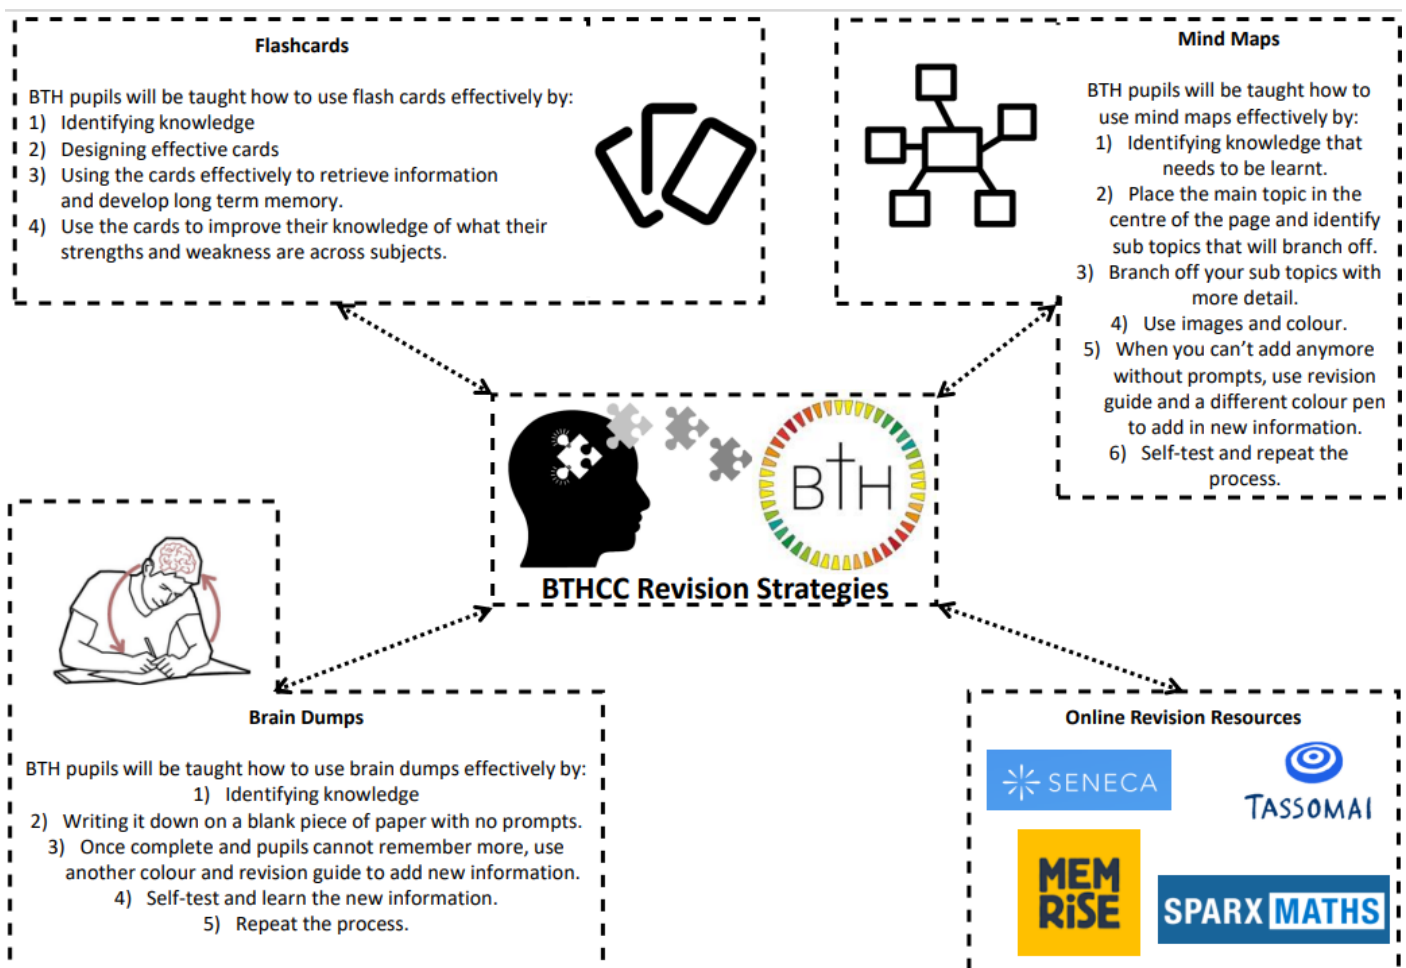 Flashcards
BTH pupils will be taught how to use flash cards effectively by:
1) Identifying knowledge
2) Designing effective cards
3) Using the cards effectively to retrieve information
and develop long term memory.
4) Use the cards to improve their knowledge of what their
strengths and weakness are across subjects.
Mind Maps
BTH pupils will be taught how to
use mind maps effectively by:
1) Identifying knowledge that
needs to be learnt.
2) Place the main topic in the
centre of the page and identify
sub topics that will branch off.
3) Branch off your sub topics with
more detail.
4) Use images and colour.
5) When you can't add anymore
without prompts, use revision
guide and a different colour pen
to add in new information.
6) Self-test and repeat the
process.
BTH
BTHCC Revision Strategies
Brain Dumps
BTH pupils will be taught how to use brain dumps effectively by:
1) Identifying knowledge
2) Writing it down on a blank piece of paper with no prompts.
3) Once complete and pupils cannot remember more, use
another colour and revision guide to add new information.
4) Self-test and learn the new information.
5) Repeat the process.
Online Revision Resources
SENECA
TASSOMAI
MEM
RiSE
SPARX MATHS